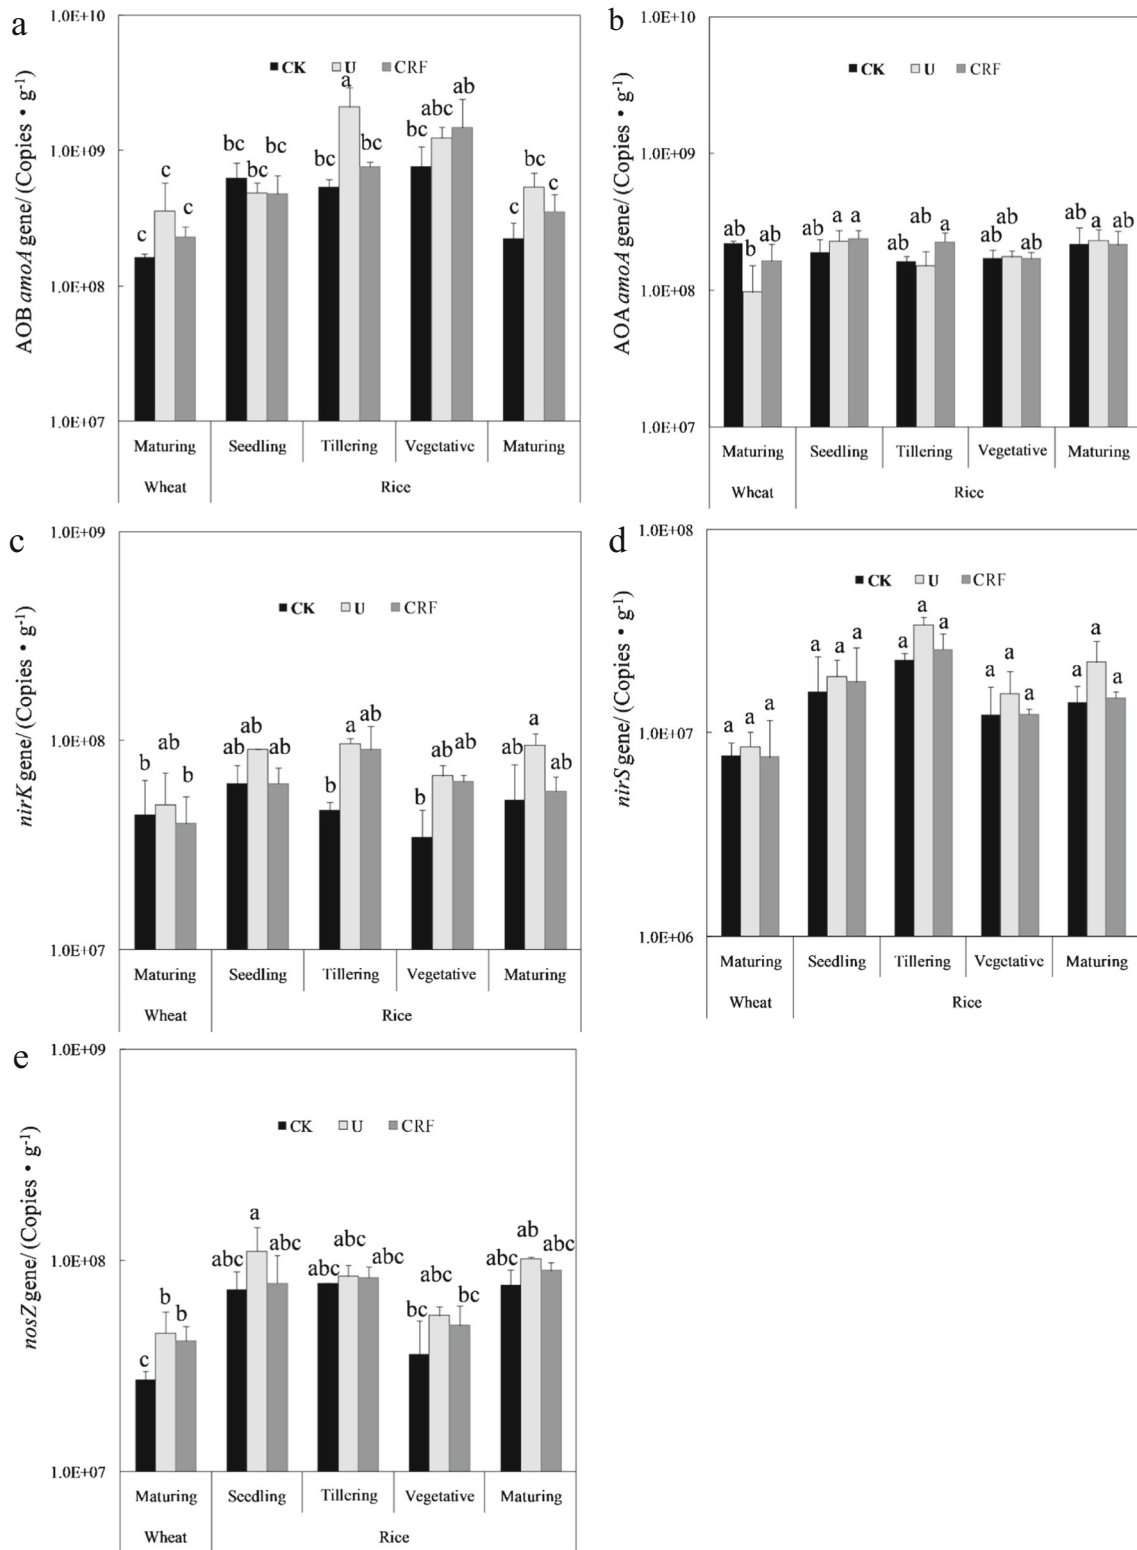 a
1.0E+10
1.0E+09
1.0E+08
1.0E+07
AOB amoA gene/ (Copies • g-1)
CK U CRF
c c c
bc bc bc
bc a bc
bc abc ab
c bc c
Maturing Seedling Tillering Vegetative Maturing
Wheat Rice
b
1.0E+10
1.0E+09
1.0E+08
1.0E+07
AOA amoA gene/ (Copies • g-1)
CK U CRF
ab b ab
ab a a
ab ab a
ab ab ab
ab a ab
Maturing Seedling Tillering Vegetative Maturing
Wheat Rice
c
1.0E+09
1.0E+08
1.0E+07
nirK gene/ (Copies • g-1)
CK U CRF
b ab b
ab ab ab
b a ab
b ab ab
ab a ab
Maturing Seedling Tillering Vegetative Maturing
Wheat Rice
d
1.0E+08
1.0E+07
1.0E+06
nirS gene/ (Copies • g-1)
CK U CRF
a a a
a a a
a a a
a a a
a a a
Maturing Seedling Tillering Vegetative Maturing
Wheat Rice
e
1.0E+09
1.0E+08
1.0E+07
nosZ gene/ (Copies • g-1)
CK U CRF
c b b
abc a abc
abc abc abc
bc abc bc
abc ab abc
Maturing Seedling Tillering Vegetative Maturing
Wheat Rice